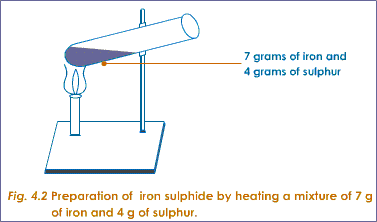 7 grams of iron and
4 grams of sulphur
Fig. 4.2 Preparation of iron sulphide by heating a mixture of 7 g
of iron and 4 g of sulphur.